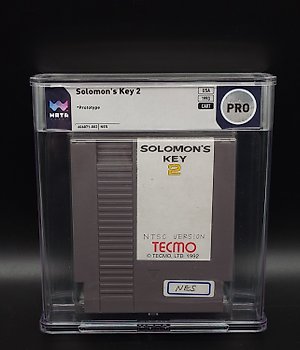 WATA
Solomon's Key 2
*Prototype
NES
USA
1992
CART
PRO
SOLOMON'S
KEY
2
NTSC VERSION
TECMO
© TECMO, LTD. 1992
NES